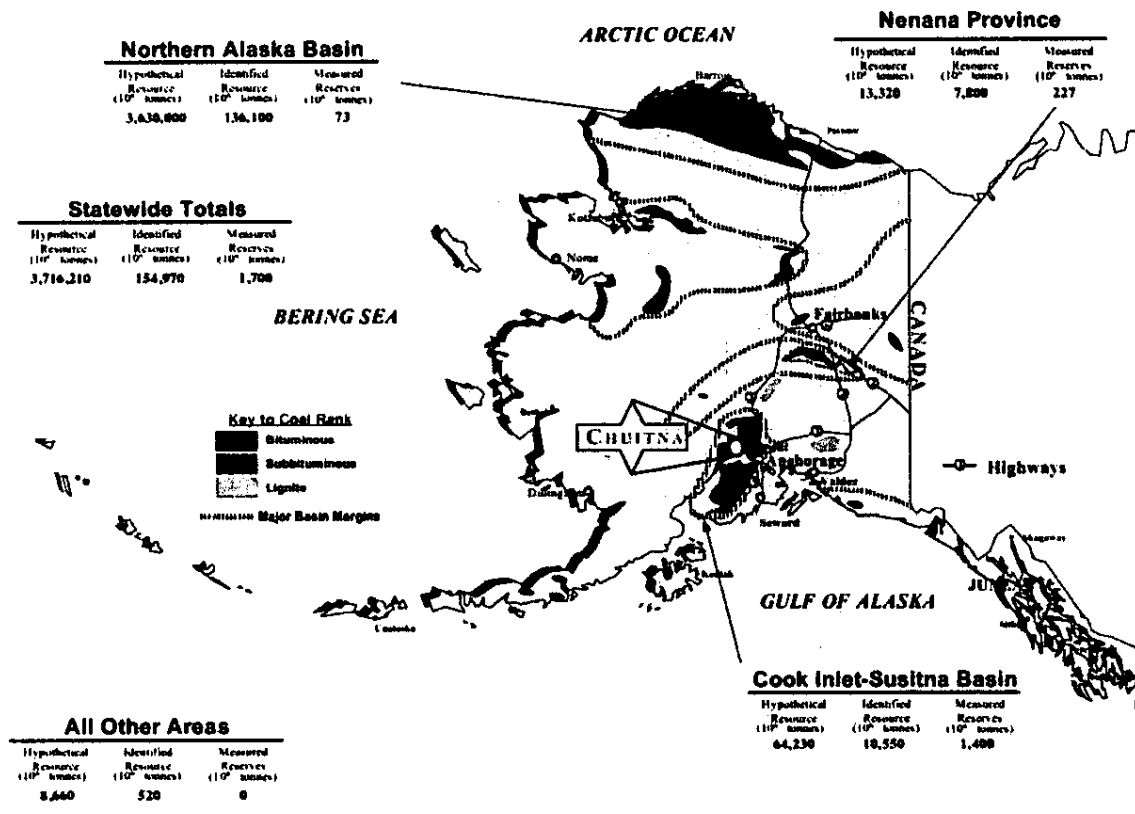 ARCTIC OCEAN
Nenana Province
Hypothetical Identified Measured
Resource Resource Reserves
(10⁶ tonnes) (10⁶ tonnes) (10⁶ tonnes)
13,320 7,800 227
Northern Alaska Basin
Hypothetical Identified Measured
Resource Resource Reserves
(10⁶ tonnes) (10⁶ tonnes) (10⁶ tonnes)
3,630,000 136,100 73
Barrow
Statewide Totals
Hypothetical Identified Measured
Resource Resource Reserves
(10⁶ tonnes) (10⁶ tonnes) (10⁶ tonnes)
3,716,210 154,970 1,700
Nome
BERING SEA
Fairbanks
CANADA
Key to Coal Rank
Bituminous
Subbituminous
Lignite
Major Basin Margins
CHUITNA
Anchorage
Highways
Seward
Kodiak
Skagway
GULF OF ALASKA
Unalaska
Cook Inlet-Susitna Basin
Hypothetical Identified Measured
Resource Resource Reserves
(10⁶ tonnes) (10⁶ tonnes) (10⁶ tonnes)
64,230 10,550 1,400
All Other Areas
Hypothetical Identified Measured
Resource Resource Reserves
(10⁶ tonnes) (10⁶ tonnes) (10⁶ tonnes)
8,660 520 0